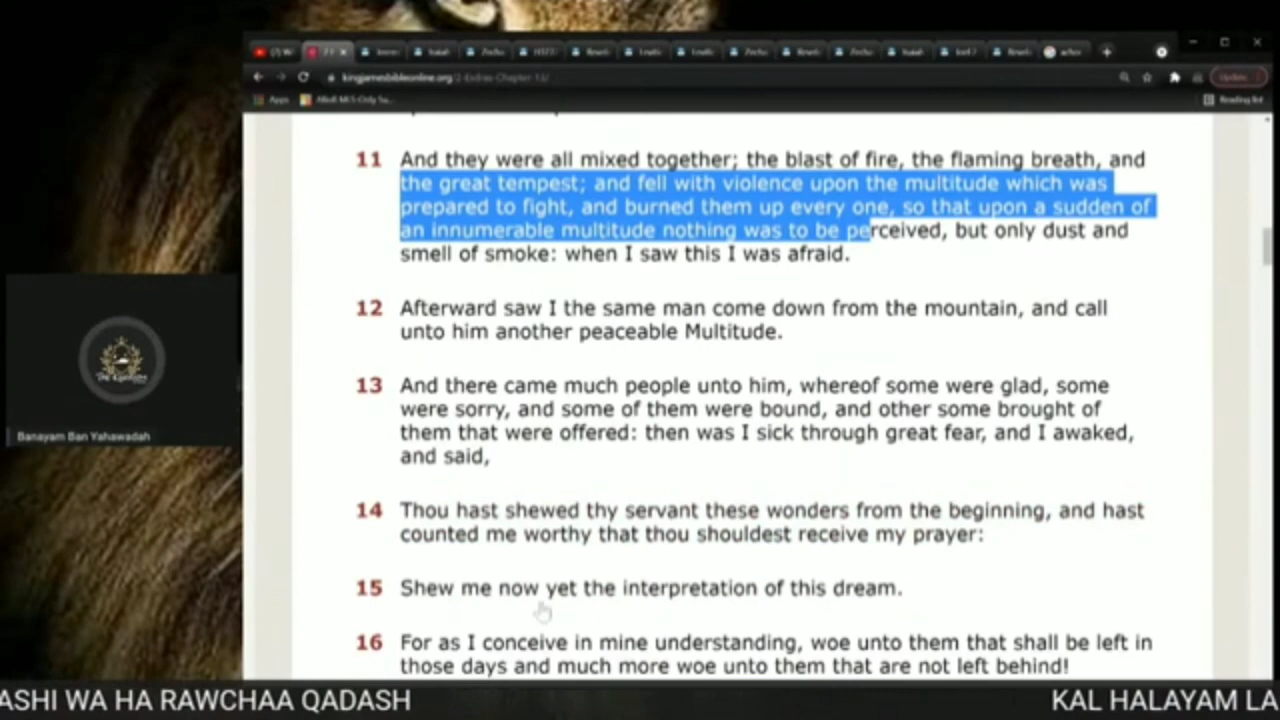 Update
kingjamesbibleonline.org/2-Esdras-Chapter-13/
Apps
Reading list
11 And they were all mixed together; the blast of fire, the flaming breath, and
the great tempest; and fell with violence upon the multitude which was
prepared to fight, and burned them up every one, so that upon a sudden of
an innumerable multitude nothing was to be perceived, but only dust and
smell of smoke: when I saw this I was afraid.
12 Afterward saw I the same man come down from the mountain, and call
unto him another peaceable Multitude.
13 And there came much people unto him, whereof some were glad, some
were sorry, and some of them were bound, and other some brought of
them that were offered: then was I sick through great fear, and I awaked,
and said,
14 Thou hast shewed thy servant these wonders from the beginning, and hast
counted me worthy that thou shouldest receive my prayer:
15 Shew me now yet the interpretation of this dream.
16 For as I conceive in mine understanding, woe unto them that shall be left in
those days and much more woe unto them that are not left behind!
Banayam Ban Yahawadah
ASHI WA HA RAWCHAA QADASH
KAL HALAYAM LA